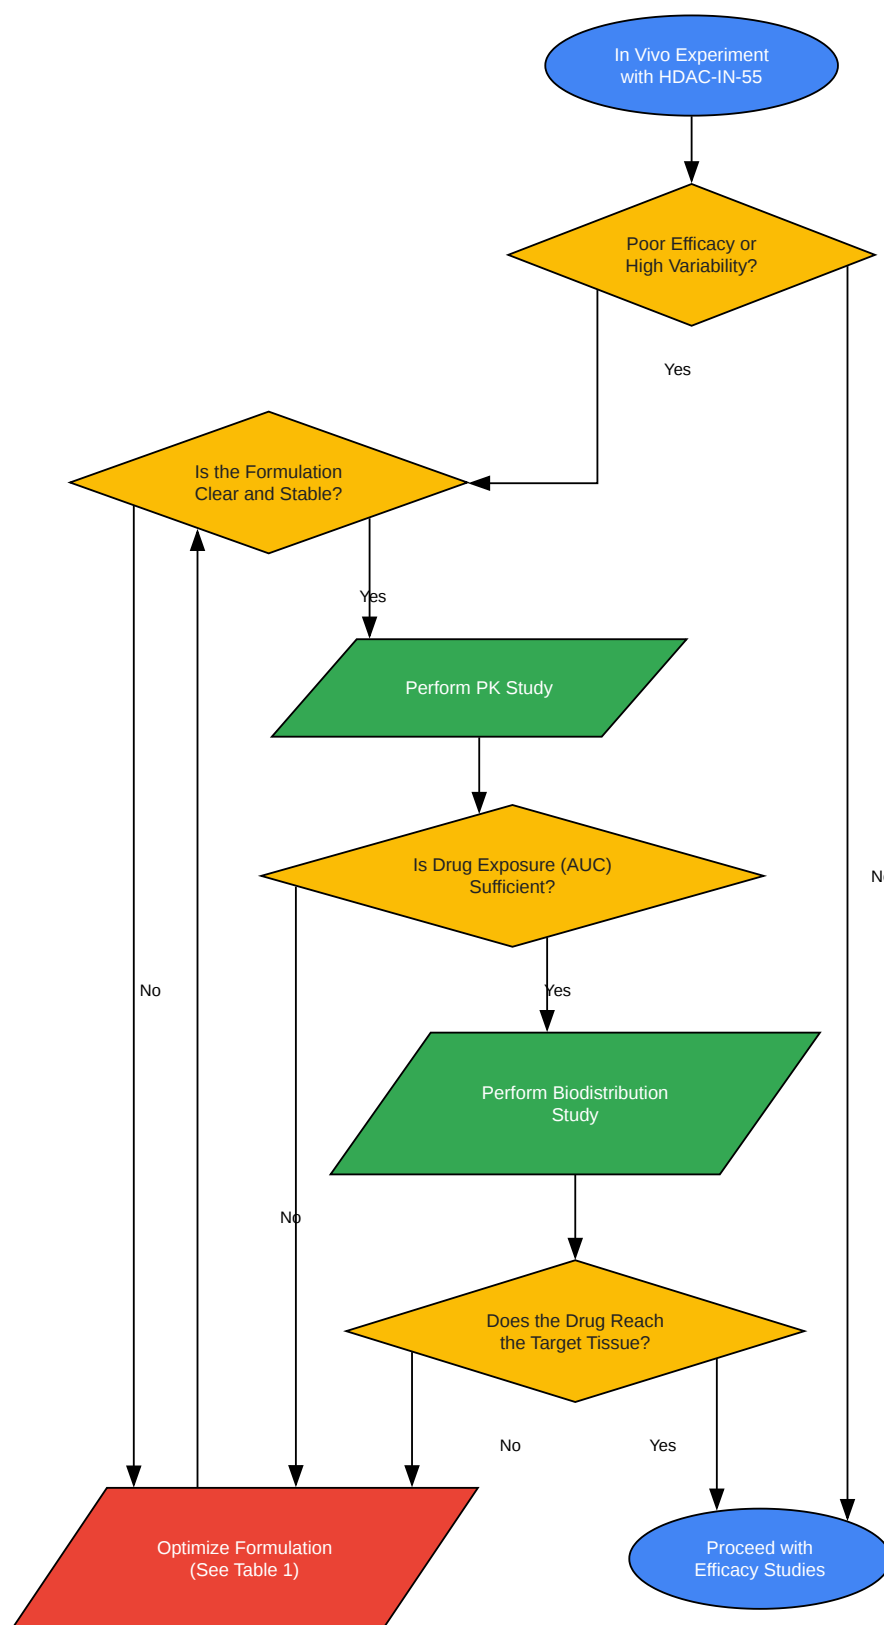 In Vivo Experiment
with HDAC-IN-55
Poor Efficacy or
High Variability?
Yes
Is the Formulation
Clear and Stable?
Yes
Perform PK Study
Is Drug Exposure (AUC)
Sufficient?
No
Yes
Perform Biodistribution
Study
No
Does the Drug Reach
the Target Tissue?
No
Yes
Optimize Formulation
(See Table 1)
Proceed with
Efficacy Studies